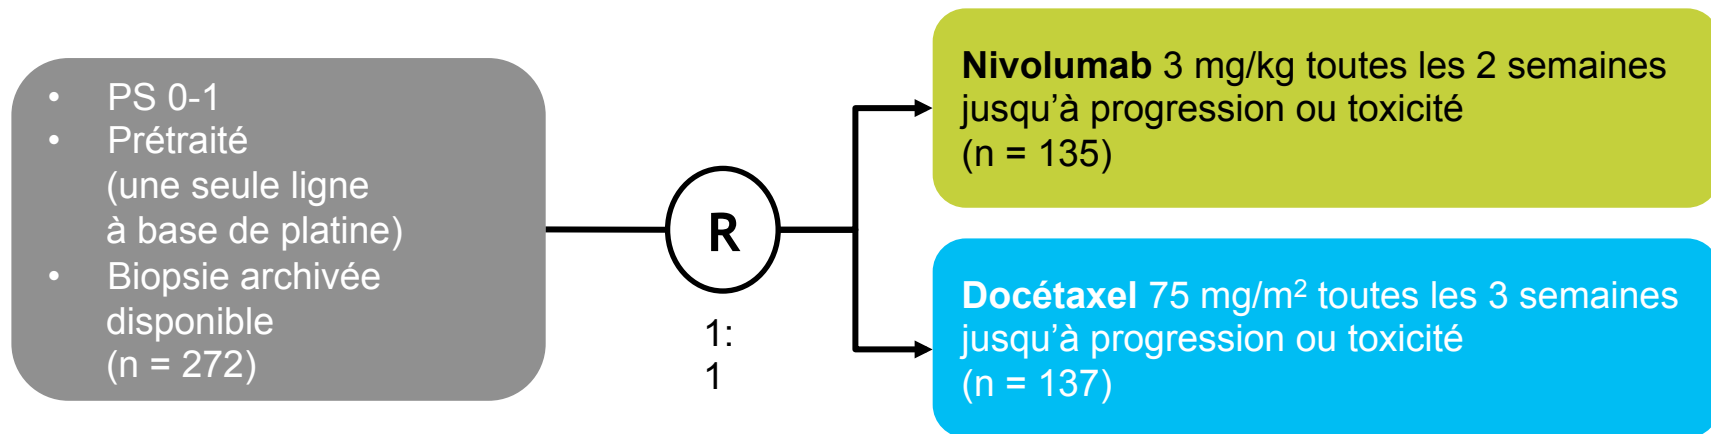 • PS 0-1
• Prétraité
(une seule ligne
à base de platine)
• Biopsie archivée
disponible
(n = 272)
R
1:
1
Nivolumab 3 mg/kg toutes les 2 semaines
jusqu’à progression ou toxicité
(n = 135)
Docétaxel 75 mg/m² toutes les 3 semaines
jusqu’à progression ou toxicité
(n = 137)